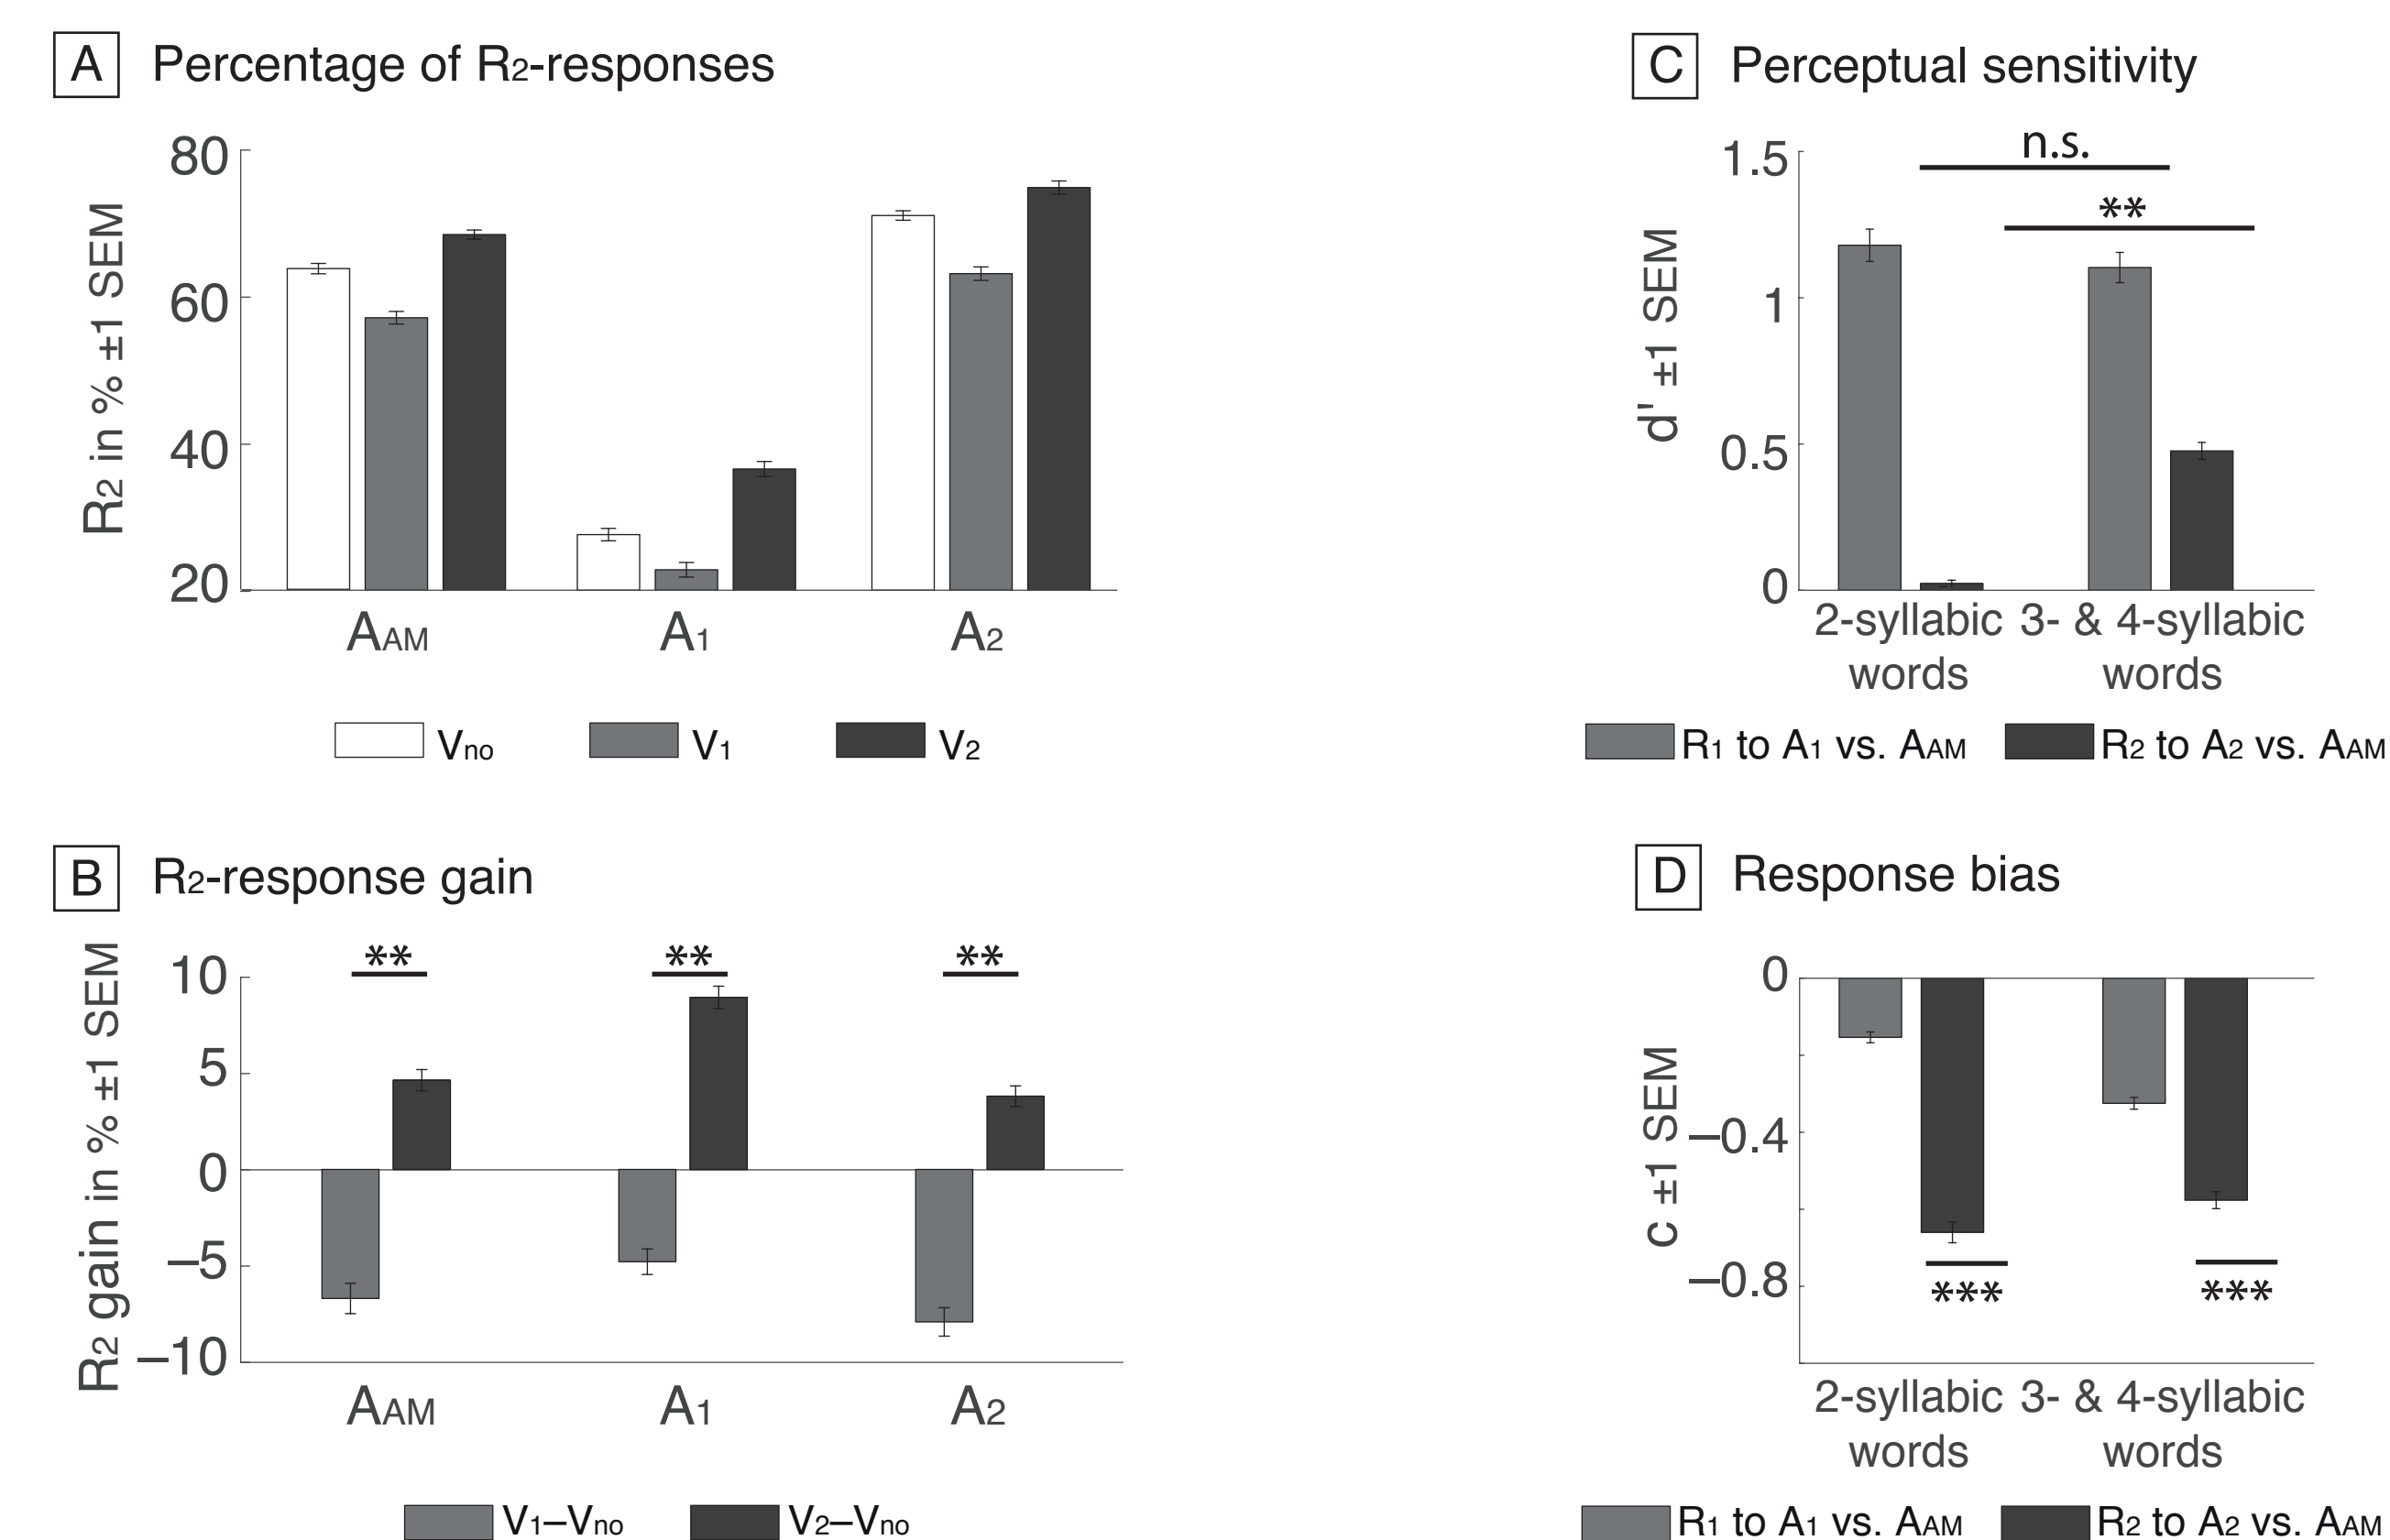 A Percentage of R2-responses
R2 in % ±1 SEM
80
60
40
20
AAM A1 A2
Vno V1 V2
B R2-response gain
R2 gain in % ±1 SEM
** ** **
10
5
0
−5
−10
AAM A1 A2
V1−Vno V2−Vno
C Perceptual sensitivity
d' ±1 SEM
n.s.
**
1.5
1
0.5
0
2-syllabic words
3- & 4-syllabic words
R1 to A1 vs. AAM R2 to A2 vs. AAM
D Response bias
c ±1 SEM
0
−0.4
−0.8
*** ***
2-syllabic words
3- & 4-syllabic words
R1 to A1 vs. AAM R2 to A2 vs. AAM